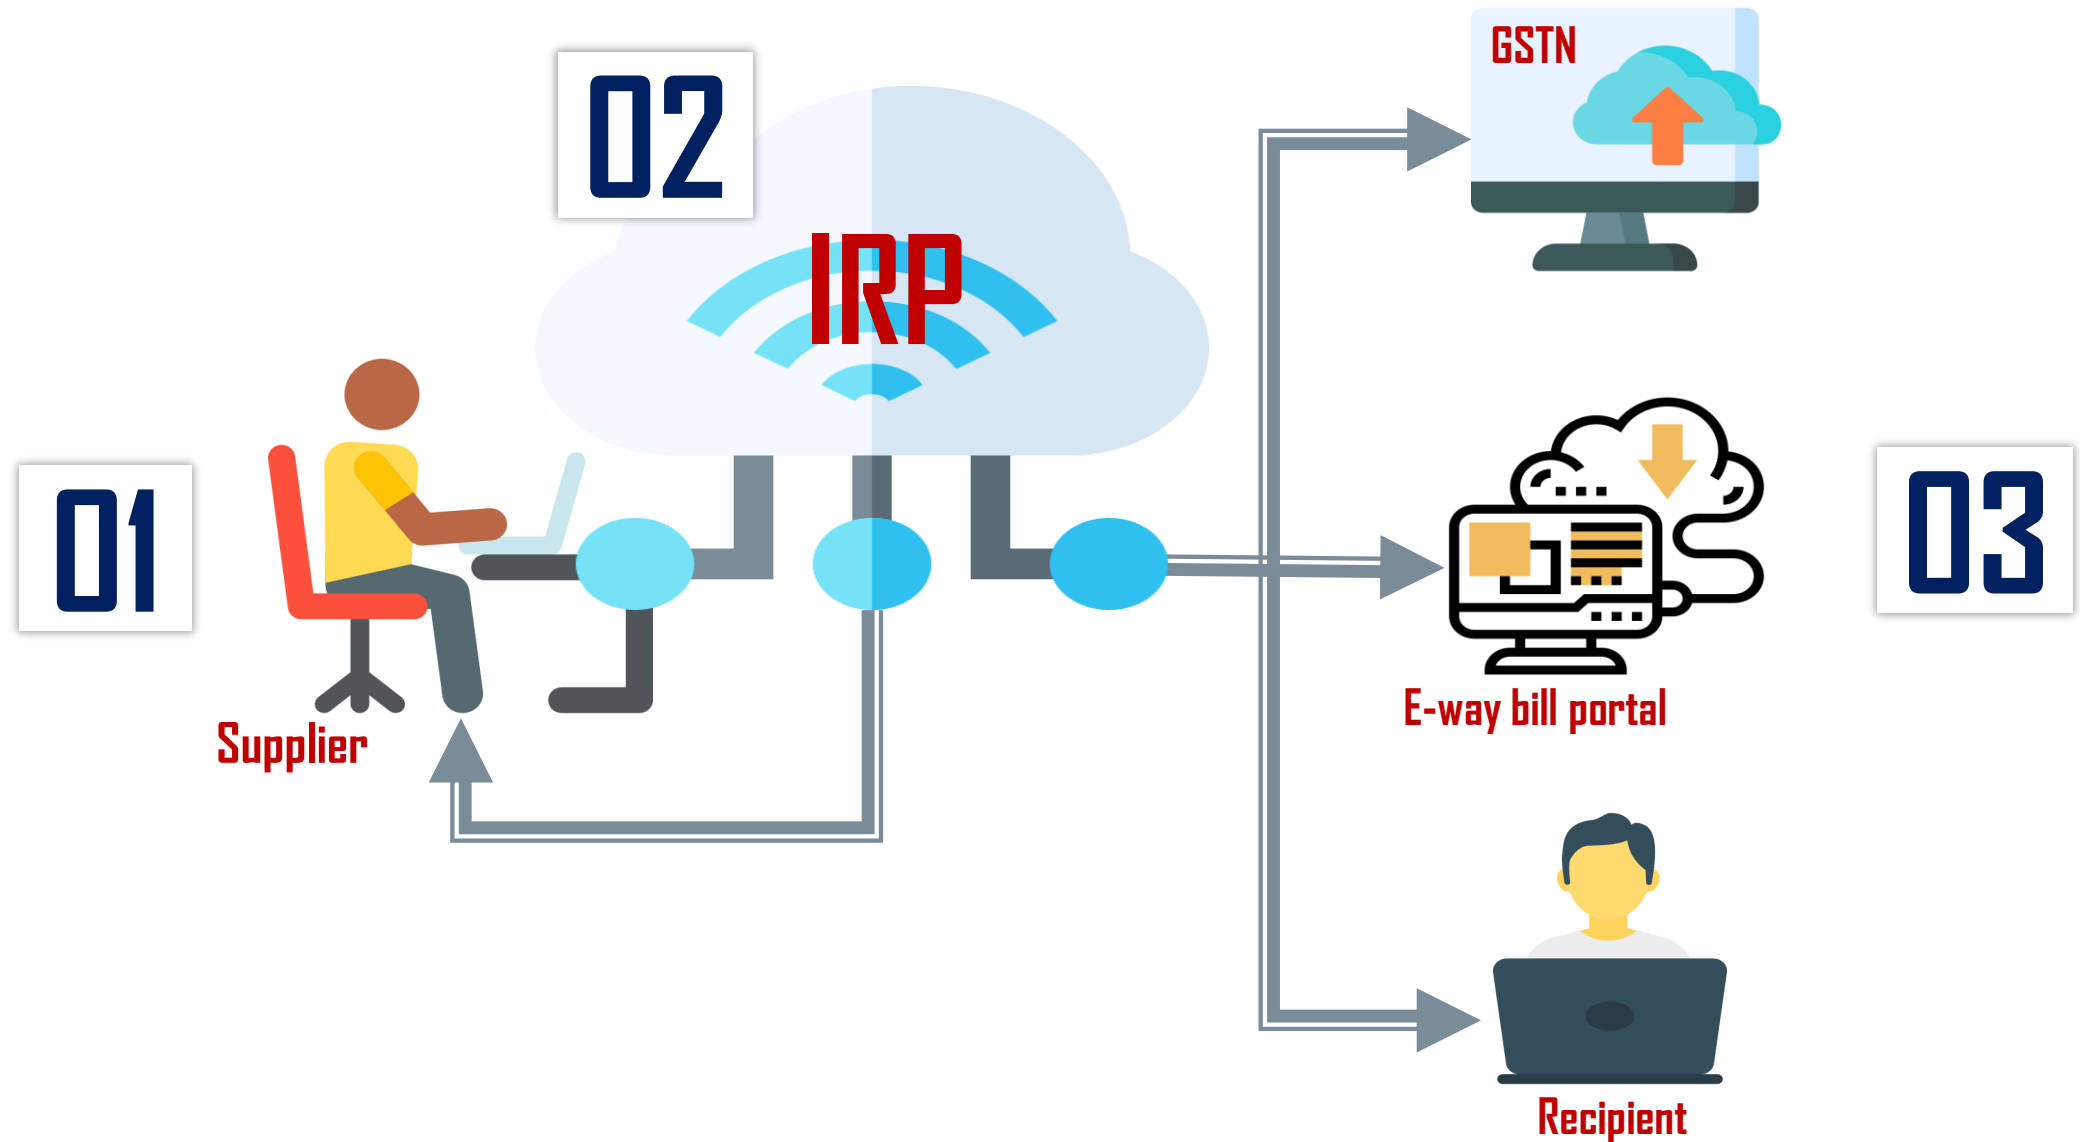 01
Supplier
02
IRP
GSTN
E-way bill portal
Recipient
03